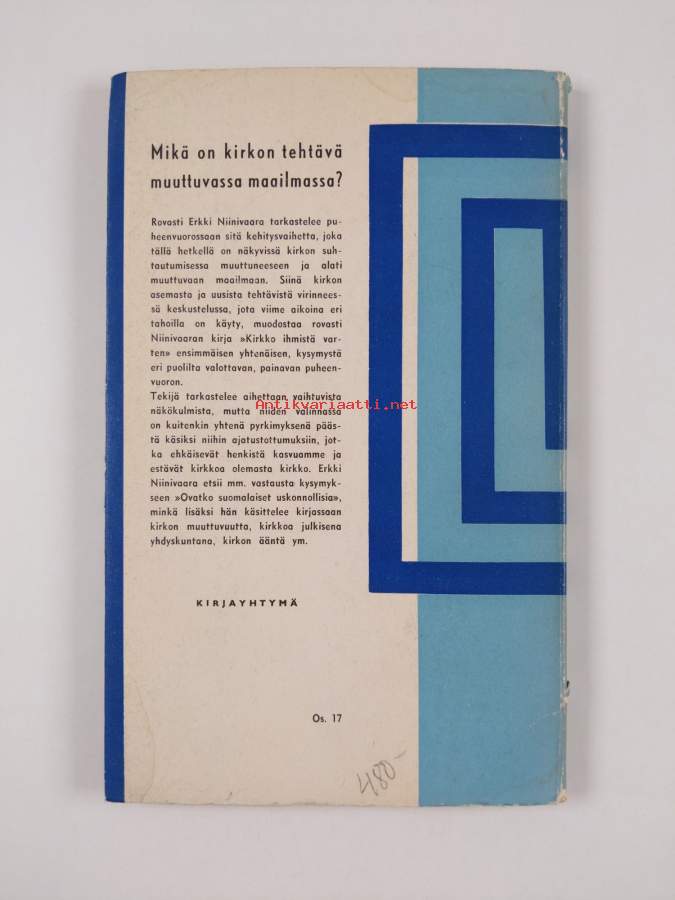 Mikä on kirkon tehtävä
muuttuvassa maailmassa?
Rovasti Erkki Niinivaara tarkastelee pu-
heenvuorossaan sitä kehitysvaihetta, joka
tällä hetkellä on näkyvissä kirkon suh-
tautumisessa muuttuneeseen ja alati
muuttuvaan maailmaan. Siinä kirkon
asemasta ja uusista tehtävistä virinnees-
sä keskustelussa, jota viime aikoina eri
tahoilla on käyty, muodostaa rovasti
Niinivaaran kirja »Kirkko ihmistä var-
ten» ensimmäisen yhtenäisen, kysymystä
eri puolilta valottavan, painavan puheen-
vuoron.
Tekijä tarkastelee aihettaan vaihtuvista
Antikvariaatti.net
näkökulmista, mutta niiden valinnassa
on kuitenkin yhtenä pyrkimyksenä pääs-
tä käsiksi niihin ajatustottumuksiin, jot-
ka ehkäisevät henkistä kasvuamme ja
estävät kirkkoa olemasta kirkko. Erkki
Niinivaara etsii mm. vastausta kysymyk-
seen »Ovatko suomalaiset uskonnollisia»,
minkä lisäksi hän käsittelee kirjassaan
kirkon muuttuvuutta, kirkkoa julkisena
yhdyskuntana, kirkon ääntä ym.
KIRJAYHTYMÄ
Os. 17
480-